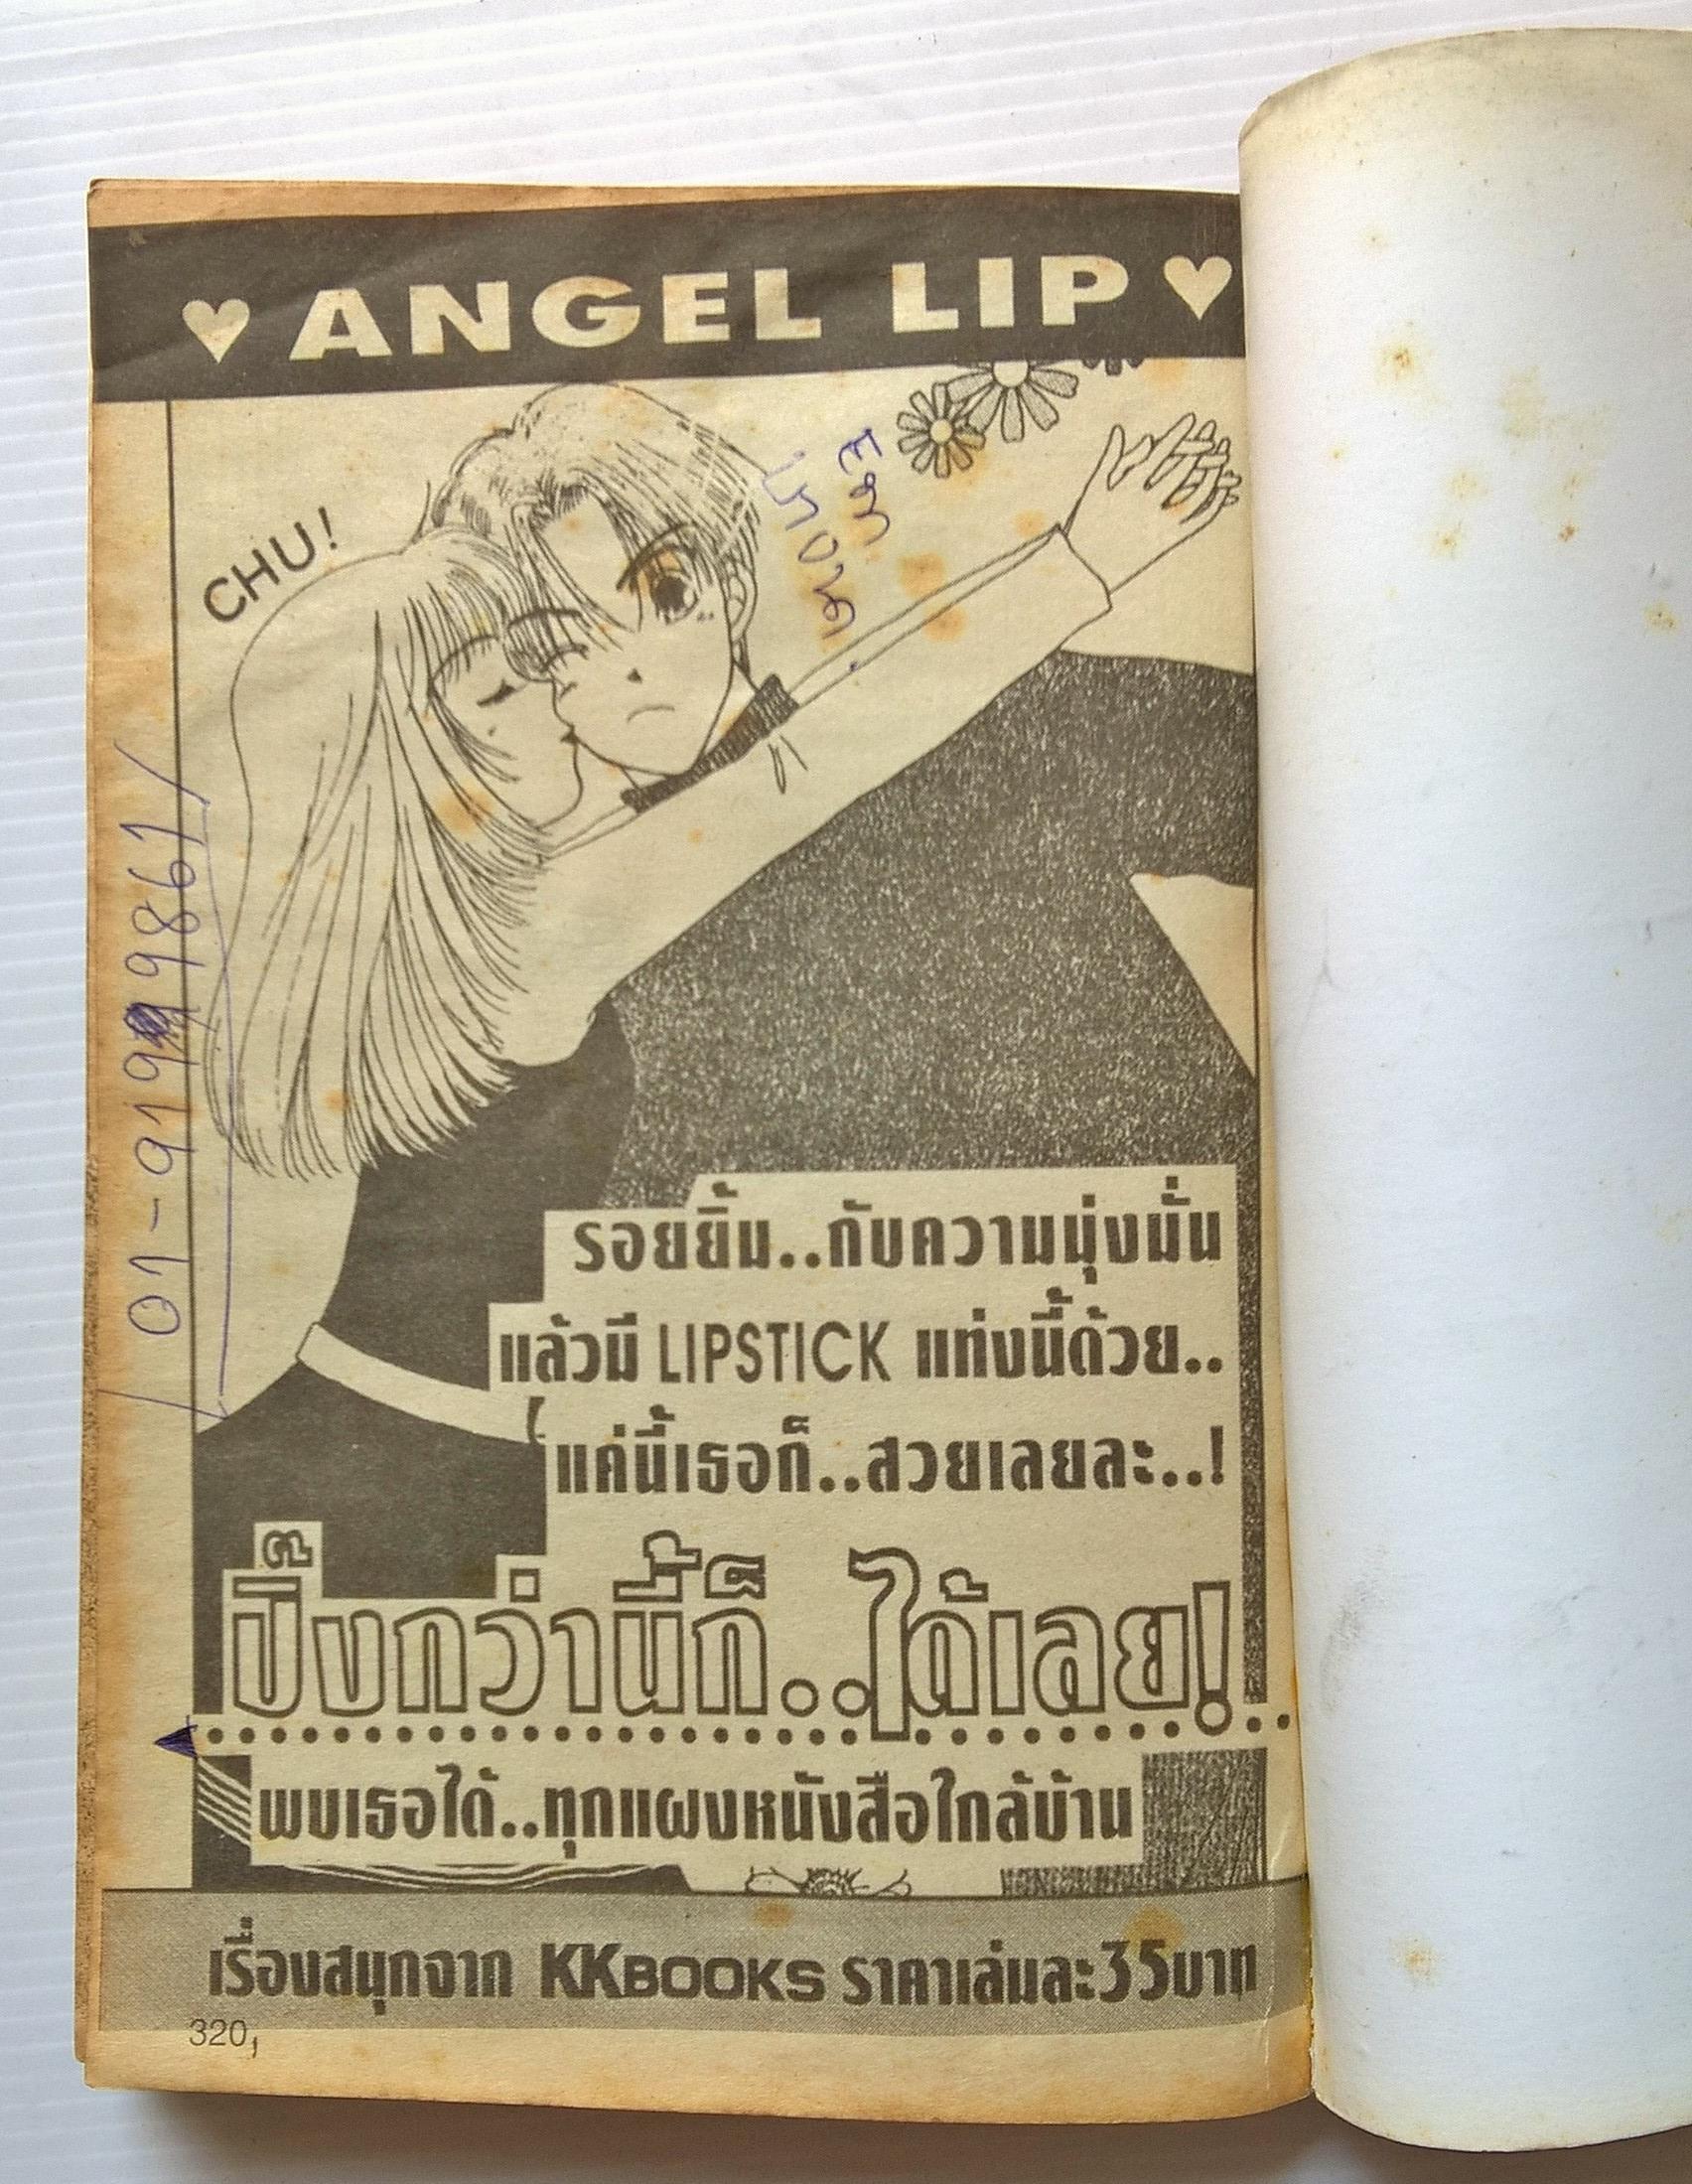 ♥ ANGEL LIP ♥
CHU!
รอยยิ้ม..กับความมุ่งมั่น
แล้วมี LIPSTICK แท่งนี้ด้วย..
แค่นี้เธอก็..สวยเลยละ..!
ปิ๊งกว่านี้ก็..ได้เลย!
พบเธอได้..ทุกแผงหนังสือใกล้บ้าน
เรื่องสนุกจาก KKBOOKS ราคาเล่มละ35บาท
320